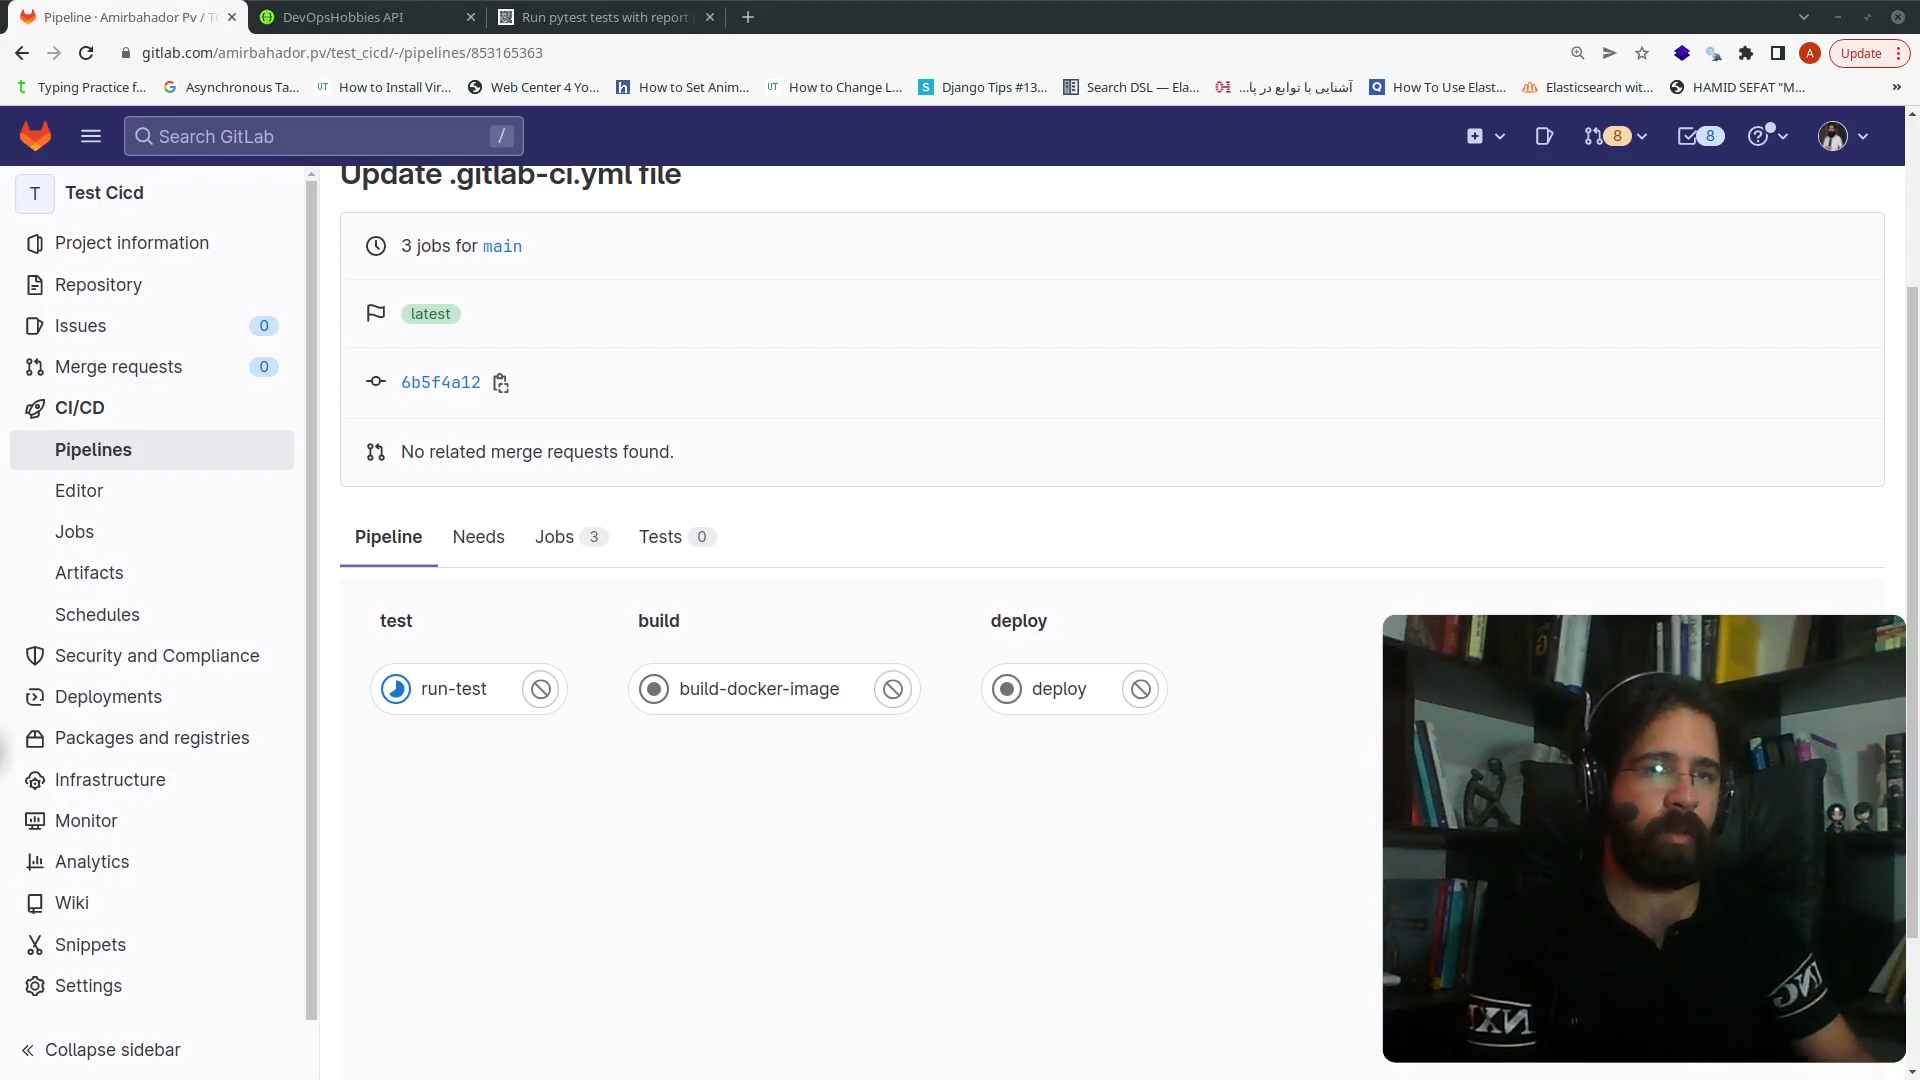 Pipeline · Amirbahador Pv / Te
DevOpsHobbies API
Run pytest tests with report
gitlab.com/amirbahador.pv/test_cicd/-/pipelines/853165363
A
Update
Typing Practice f...
Asynchronous Ta...
UT How to Install Vir...
Web Center 4 Yo...
h How to Set Anim...
UT How to Change L...
S Django Tips #13...
Search DSL — Ela...
آشنایی با توابع در پا...
Q How To Use Elast...
Elasticsearch wit...
HAMID SEFAT "M...
»
Search GitLab
/
8
8
T Test Cicd
Project information
Repository
Issues 0
Merge requests 0
CI/CD
Pipelines
Editor
Jobs
Artifacts
Schedules
Security and Compliance
Deployments
Packages and registries
Infrastructure
Monitor
Analytics
Wiki
Snippets
Settings
Collapse sidebar
Update .gitlab-ci.yml file
3 jobs for main
latest
6b5f4a12
No related merge requests found.
Pipeline Needs Jobs 3 Tests 0
test build deploy
run-test build-docker-image deploy